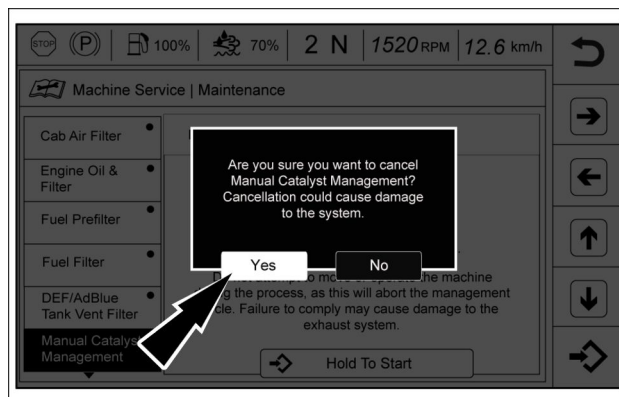 STOP (P) 100% 70% 2 N 1520 RPM 12.6 km/h
Machine Service | Maintenance
Cab Air Filter
Engine Oil &
Filter
Fuel Prefilter
Fuel Filter
DEF/AdBlue
Tank Vent Filter
Manual Catalyst
Management
Are you sure you want to cancel
Manual Catalyst Management?
Cancellation could cause damage
to the system.
Yes No
to move or operate the machine
the process, as this will abort the management
cle. Failure to comply may cause damage to the
exhaust system.
Hold To Start